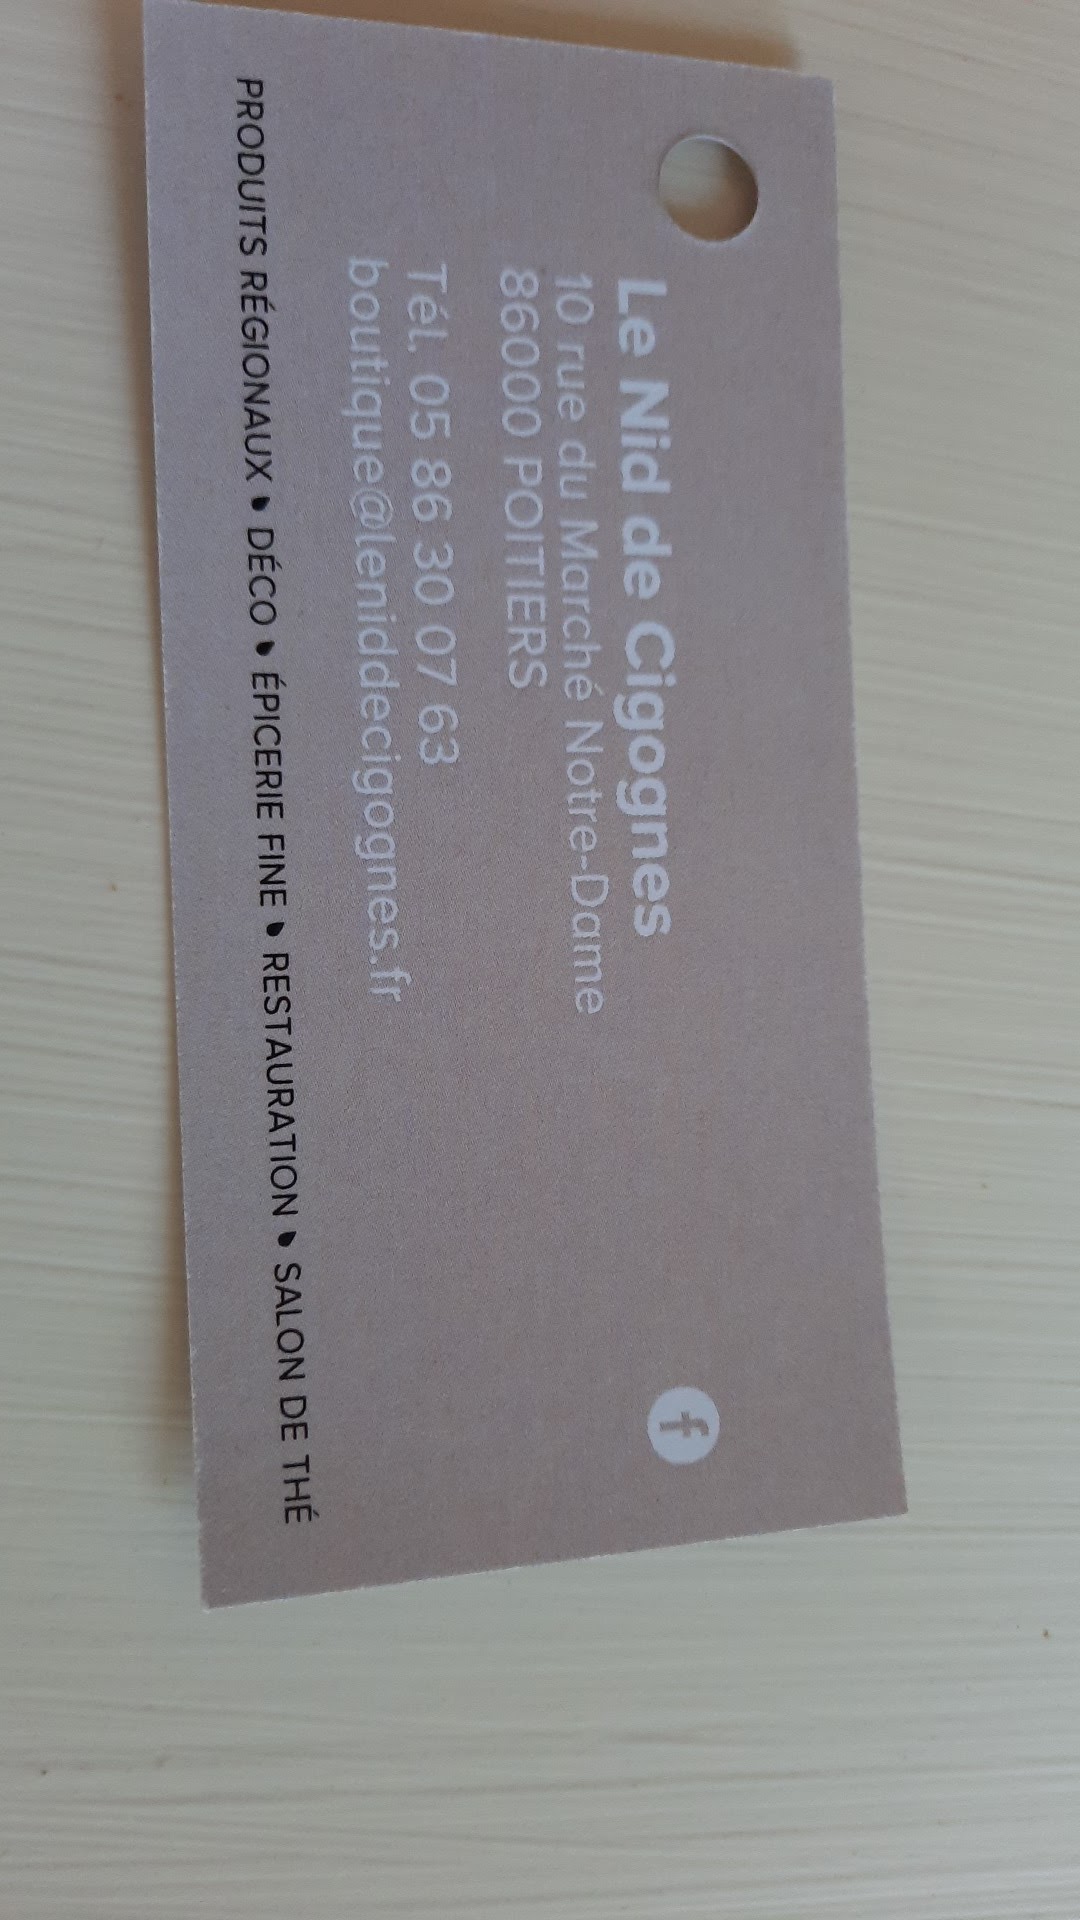 Le Nid de Cigognes
10 rue du Marché Notre-Dame
86000 POITIERS
Tél. 05 86 30 07 63
boutique@leniddecigognes.fr
PRODUITS RÉGIONAUX • DÉCO • ÉPICERIE FINE • RESTAURATION • SALON DE THÉ
f